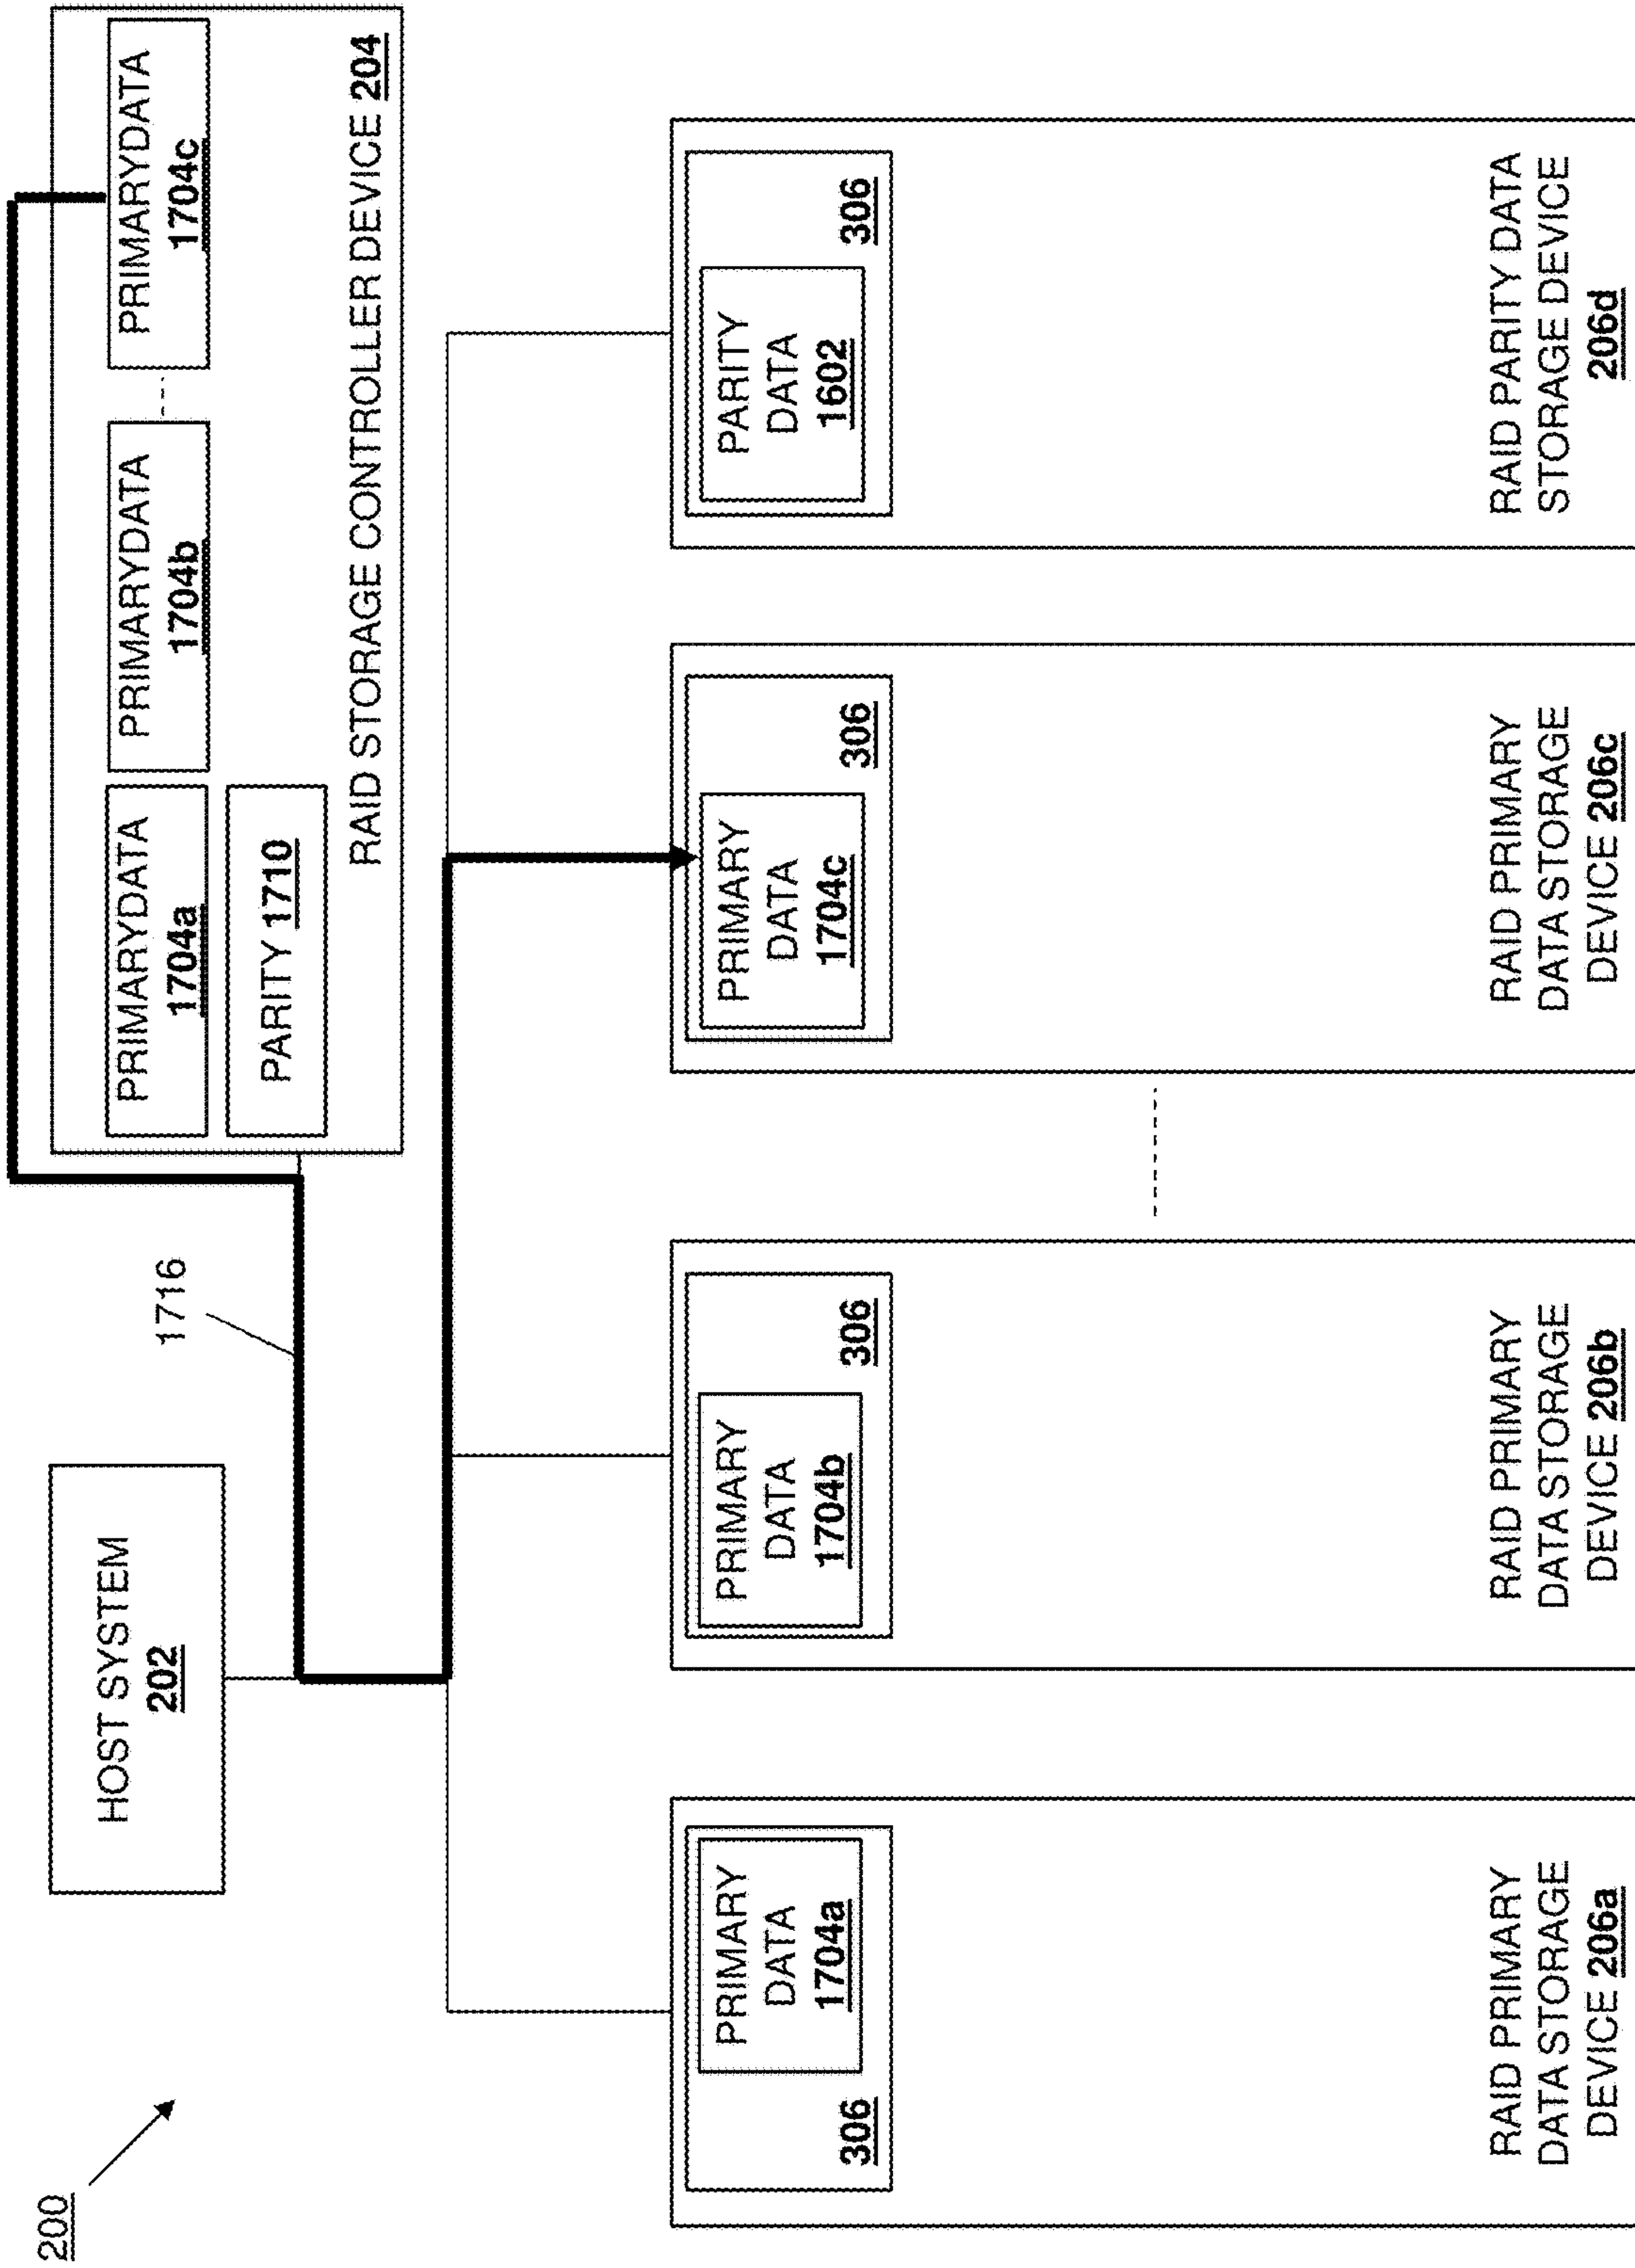 200
HOST SYSTEM
202
1716
PRIMARYDATA
1704a
PRIMARYDATA
1704b
PRIMARYDATA
1704c
PARITY 1710
RAID STORAGE CONTROLLER DEVICE 204
306
PRIMARY
DATA
1704a
RAID PRIMARY
DATA STORAGE
DEVICE 206a
PRIMARY
DATA
1704b
306
RAID PRIMARY
DATA STORAGE
DEVICE 206b
PRIMARY
DATA
1704c
306
RAID PRIMARY
DATA STORAGE
DEVICE 206c
PARITY
DATA
1602
306
RAID PARITY DATA
STORAGE DEVICE
206d